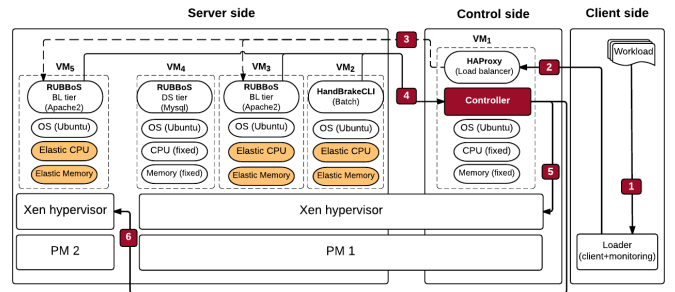 Server side
Control side
Client side
VM5
VM4
VM3
VM2
VM1
3
RUBBoS
BL tier
(Apache2)
OS (Ubuntu)
Elastic CPU
Elastic Memory
RUBBoS
DS tier
(Mysql)
OS (Ubuntu)
CPU (fixed)
Memory (fixed)
RUBBoS
BL tier
(Apache2)
OS (Ubuntu)
Elastic CPU
Elastic Memory
HandBrakeCLI
(Batch)
OS (Ubuntu)
Elastic CPU
Elastic Memory
4
HAProxy
(Load balancer)
Controller
OS (Ubuntu)
CPU (fixed)
Memory (fixed)
2
5
Workload
1
Loader
(client+monitoring)
Xen hypervisor
6
Xen hypervisor
PM 2
PM 1